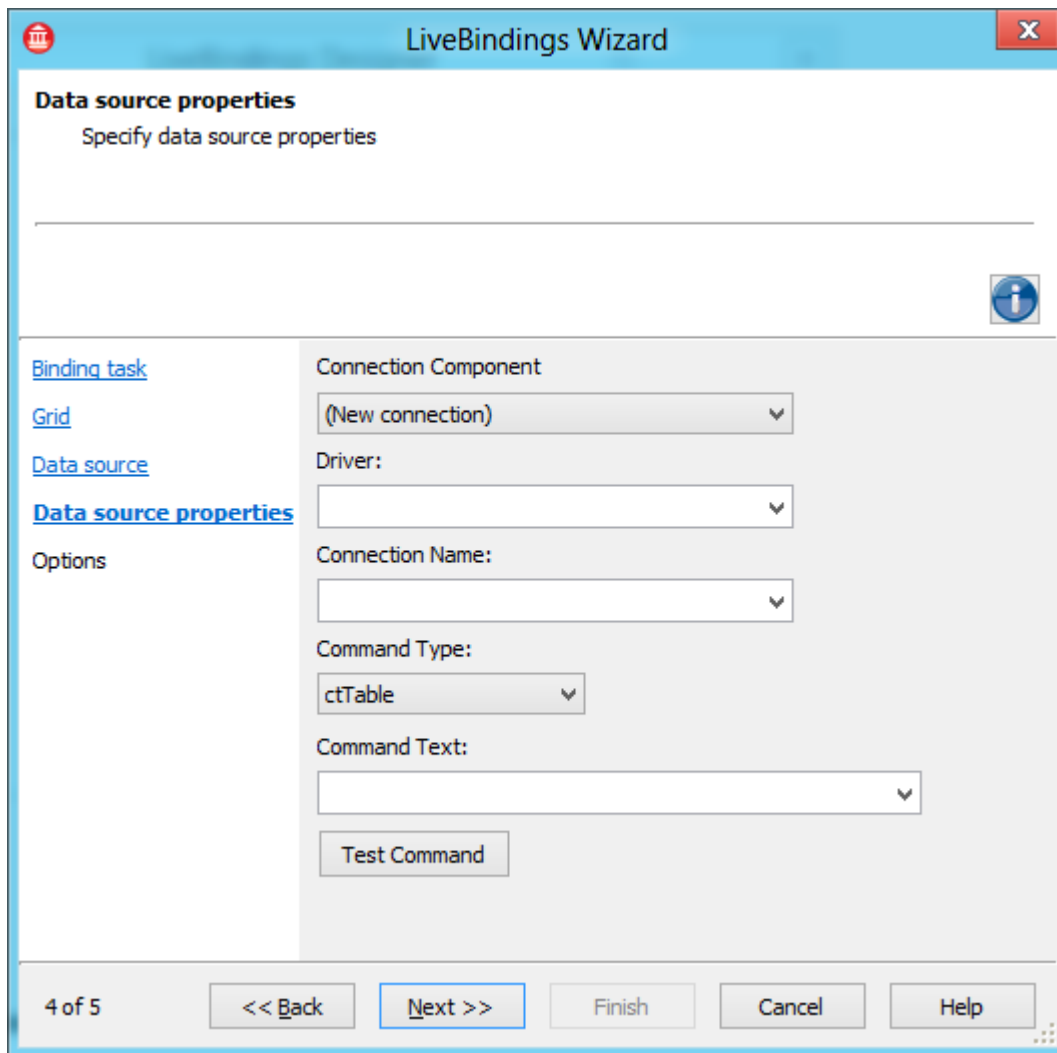 LiveBindings Wizard
x
Data source properties
Specify data source properties
i
Binding task
Grid
Data source
Data source properties
Options
Connection Component
(New connection)
Driver:
Connection Name:
Command Type:
ctTable
Command Text:
Test Command
4 of 5
<< Back
Next >>
Finish
Cancel
Help